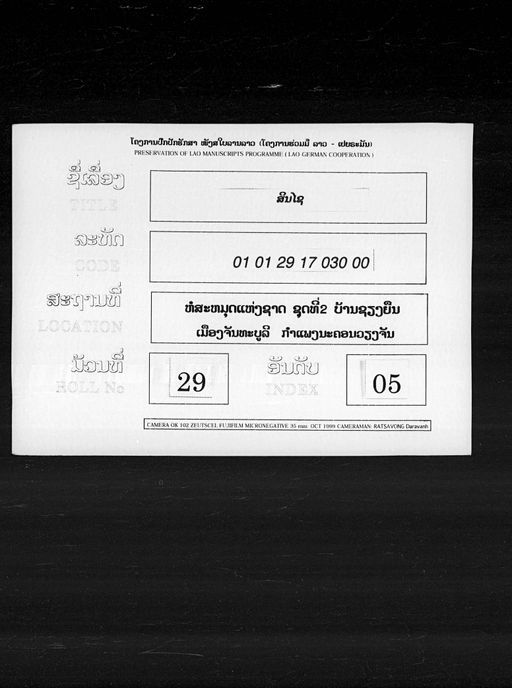 ໂຄງການປົກປັກຮັກສາ ໜັງສືໃບລານລາວ (ໂຄງການຮ່ວມມື ລາວ - ເຢຍຣະມັນ)
PRESERVATION OF LAO MANUSCRIPTS PROGRAMME ( LAO GERMAN COOPERATION )
ຊື່ເລື່ອງ
TITLE
ສິນໄຊ
ລະຫັດ
CODE
01 01 29 17 030 00
ສະຖານທີ່
LOCATION
ຫໍສະຫມຸດແຫ່ງຊາດ ຊຸດທີ່2 ບ້ານຊຽງຍືນ
ເມືອງຈັນທະບູລີ ກຳແພງນະຄອນວຽງຈັນ
ມ້ວນທີ່
ROLL No
29
ອັນດັບ
INDEX
05
CAMERA OK 102 ZEUTSCEL FUJIFILM MICRONEGATIVE 35 mm. OCT 1999 CAMERAMAN: RATSAVONG Daravanh